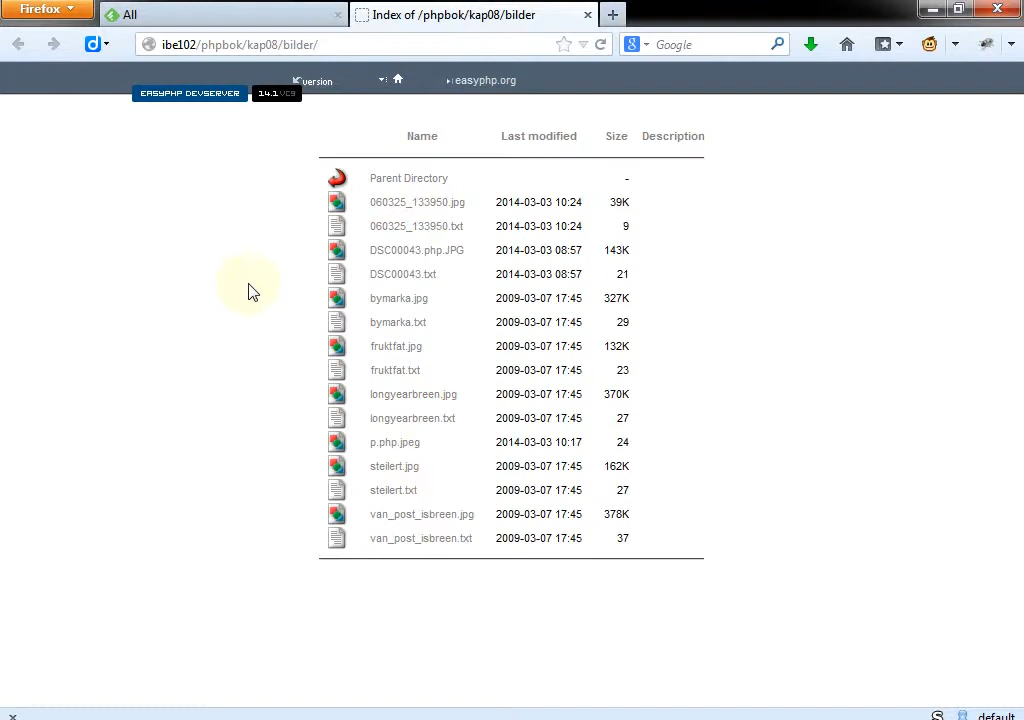 Firefox
All
Index of /phpbok/kap08/bilder
ibe102/phpbok/kap08/bilder/
Google
version
easyphp.org
EASYPHP DEVSERVER 14.1 VC9
Name Last modified Size Description
Parent Directory -
060325_133950.jpg 2014-03-03 10:24 39K
060325_133950.txt 2014-03-03 10:24 9
DSC00043.php.JPG 2014-03-03 08:57 143K
DSC00043.txt 2014-03-03 08:57 21
bymarka.jpg 2009-03-07 17:45 327K
bymarka.txt 2009-03-07 17:45 29
fruktfat.jpg 2009-03-07 17:45 132K
fruktfat.txt 2009-03-07 17:45 23
longyearbreen.jpg 2009-03-07 17:45 370K
longyearbreen.txt 2009-03-07 17:45 27
p.php.jpeg 2014-03-03 10:17 24
steilert.jpg 2009-03-07 17:45 162K
steilert.txt 2009-03-07 17:45 27
van_post_isbreen.jpg 2009-03-07 17:45 378K
van_post_isbreen.txt 2009-03-07 17:45 37
default